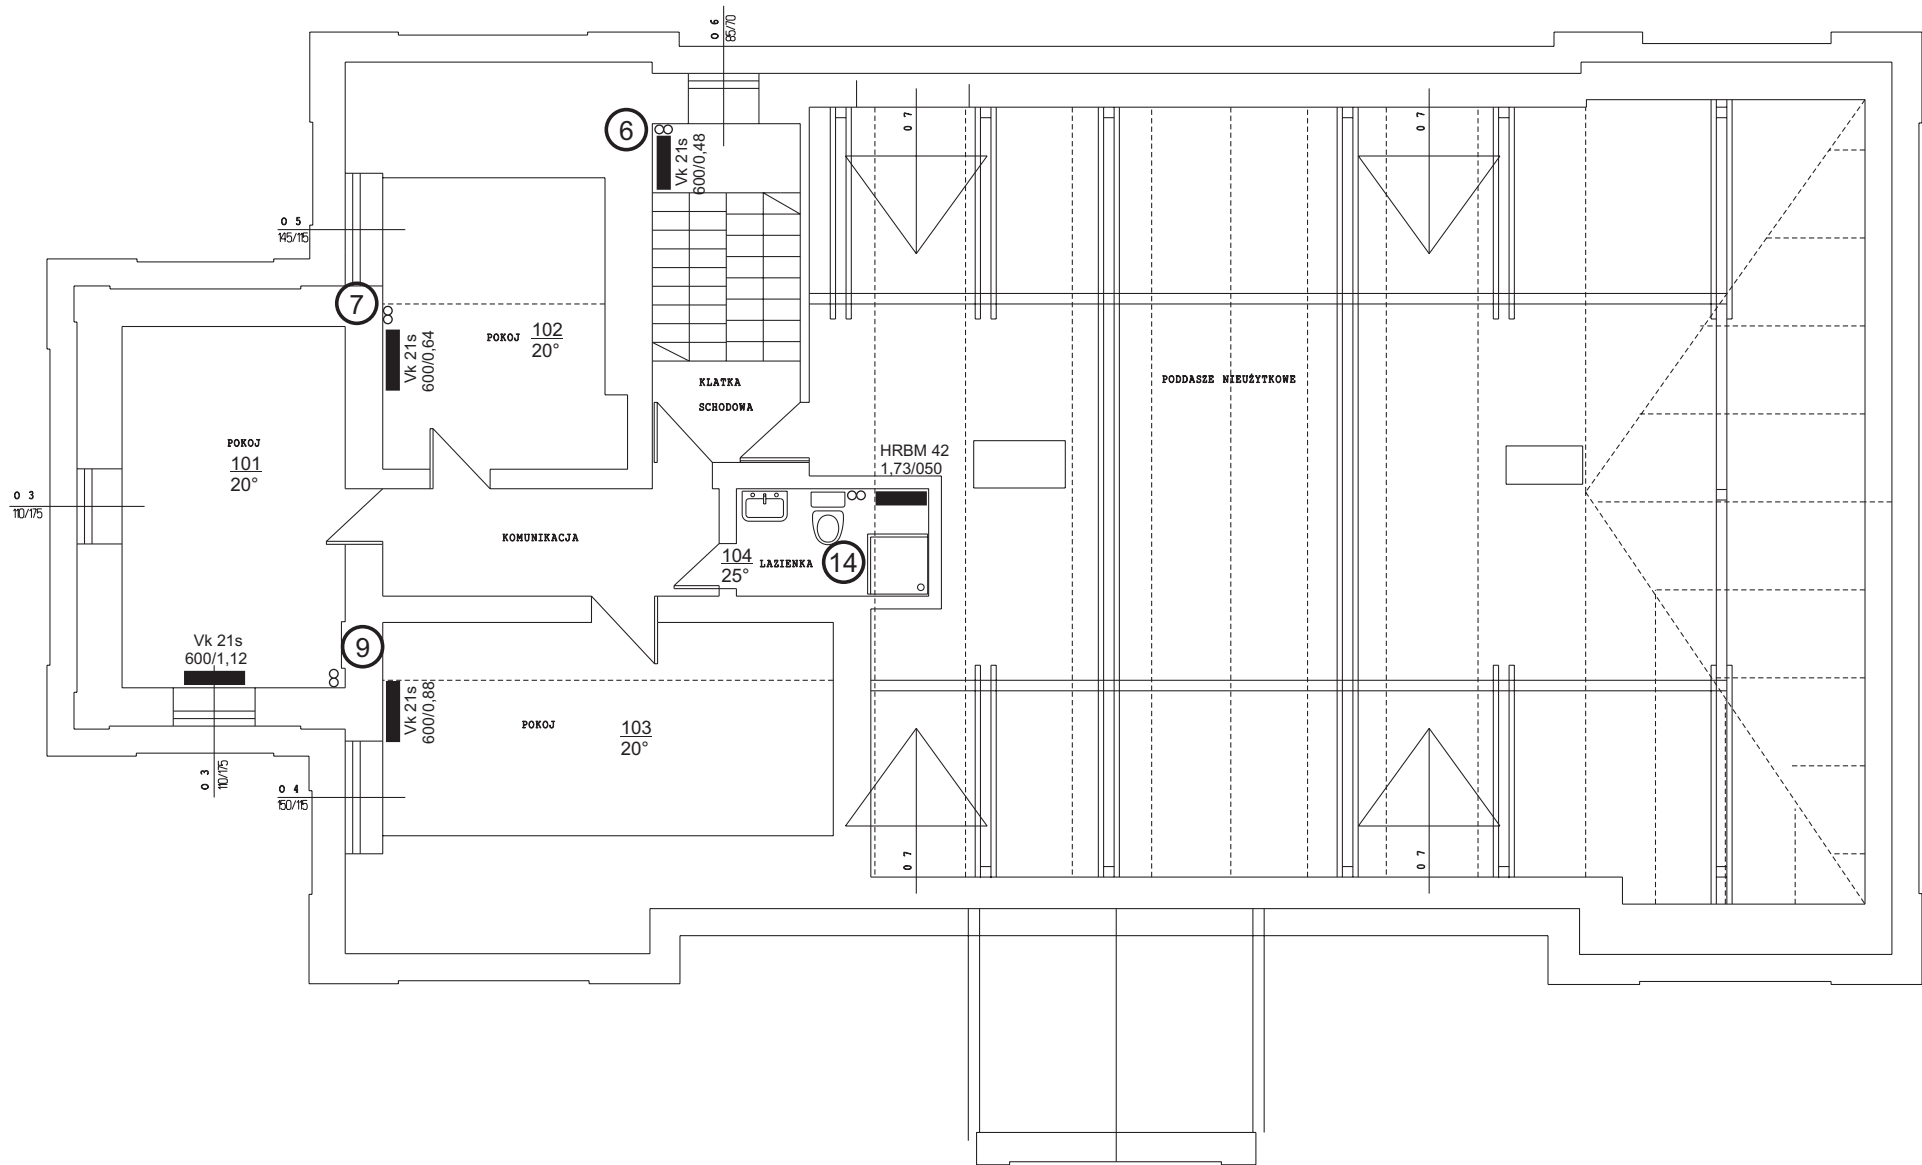 O 6
85/70
6
Vk 21s
600/0,48
O 7
O 7
O 5
145/115
7
Vk 21s
600/0,64
POKOJ
102
20°
KLATKA
SCHODOWA
PODDASZE NIEUŻYTKOWE
POKOJ
101
20°
HRBM 42
1,73/050
O 3
110/175
KOMUNIKACJA
104
25°
LAZIENKA
14
9
Vk 21s
600/1,12
Vk 21s
600/0,88
POKOJ
103
20°
O 3
110/175
O 4
150/115
O 7
O 7